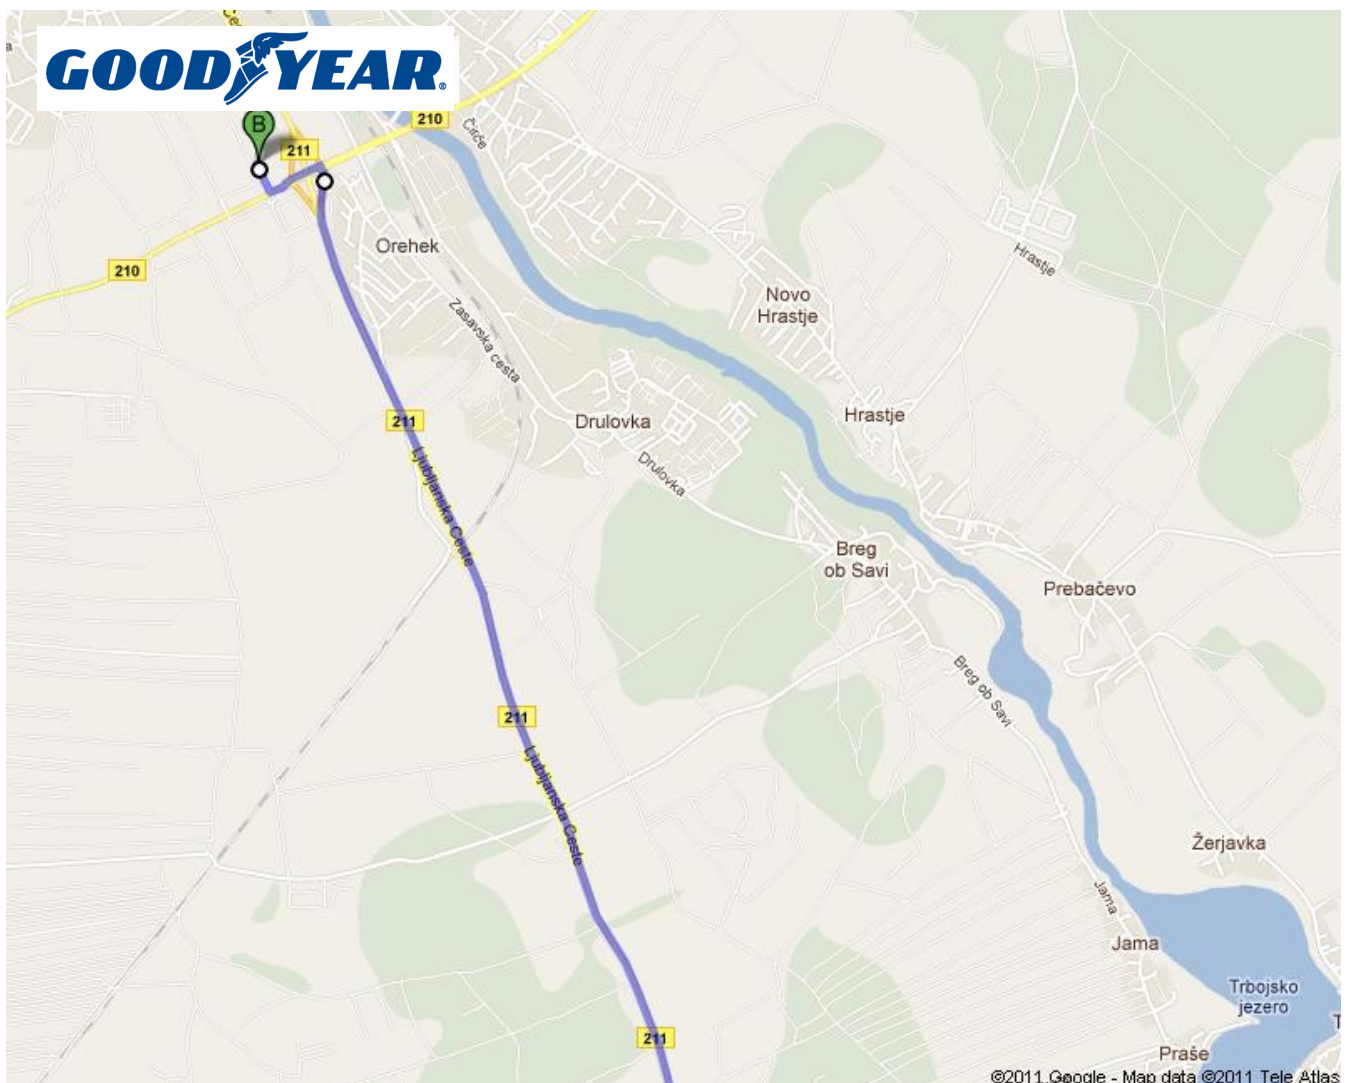 GOODYEAR
B
210
Čirče
211
Orehek
Hrastje
210
Novo
Hrastje
Zasavska cesta
Hrastje
211
Drulovka
Ljubljanska Ceste
Drulovka
Breg
ob Savi
Prebačevo
Breg ob Savi
211
Ljubljanska Ceste
Žerjavka
Jama
Jama
Trbojsko
jezero
211
Praše
©2011 Google - Map data ©2011 Tele Atlas